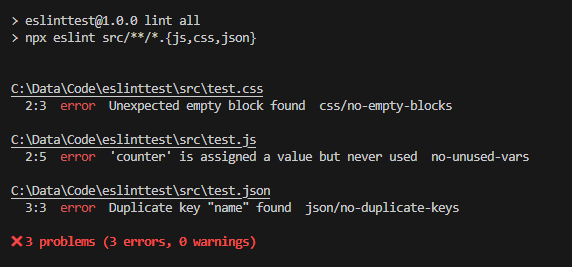 > eslinttest@1.0.0 lint all
> npx eslint src/**/*.{js,css,json}
C:\Data\Code\eslinttest\src\test.css
2:3 error Unexpected empty block found css/no-empty-blocks
C:\Data\Code\eslinttest\src\test.js
2:5 error 'counter' is assigned a value but never used no-unused-vars
C:\Data\Code\eslinttest\src\test.json
3:3 error Duplicate key "name" found json/no-duplicate-keys
❌3 problems (3 errors, 0 warnings)